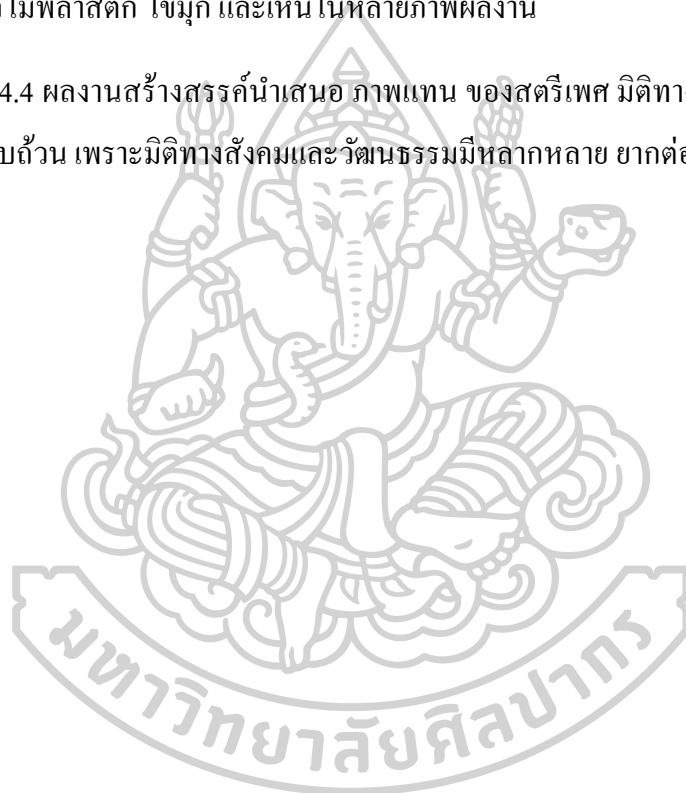 ไม้พลาสติก ไข่มุก และเห็นในหลายภาพผลงาน
4.4 ผลงานสร้างสรรค์นำเสนอ ภาพแทน ของสตรีเพศ มิติทา
บถ้วน เพราะมิติทางสังคมและวัฒนธรรมมีหลากหลาย ยากต่อ
มหาวิทยาลัยศิลปากร